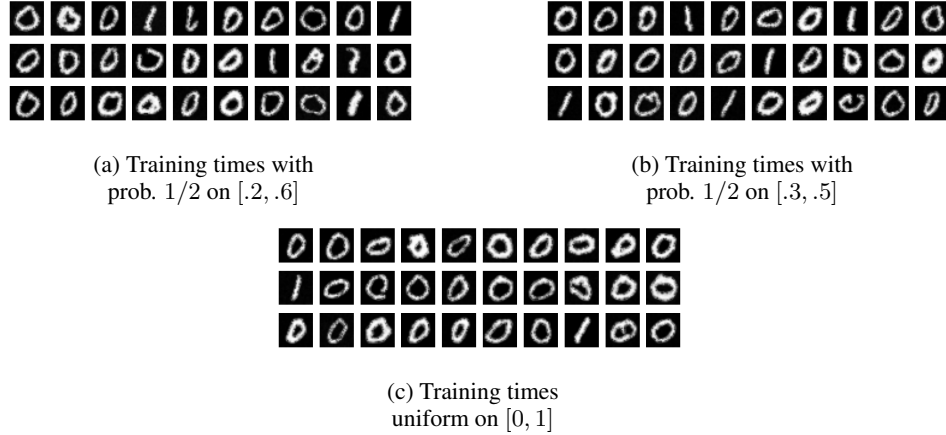 (a) Training times with
prob. 1/2 on [.2, .6]
(b) Training times with
prob. 1/2 on [.3, .5]
(c) Training times
uniform on [0, 1]